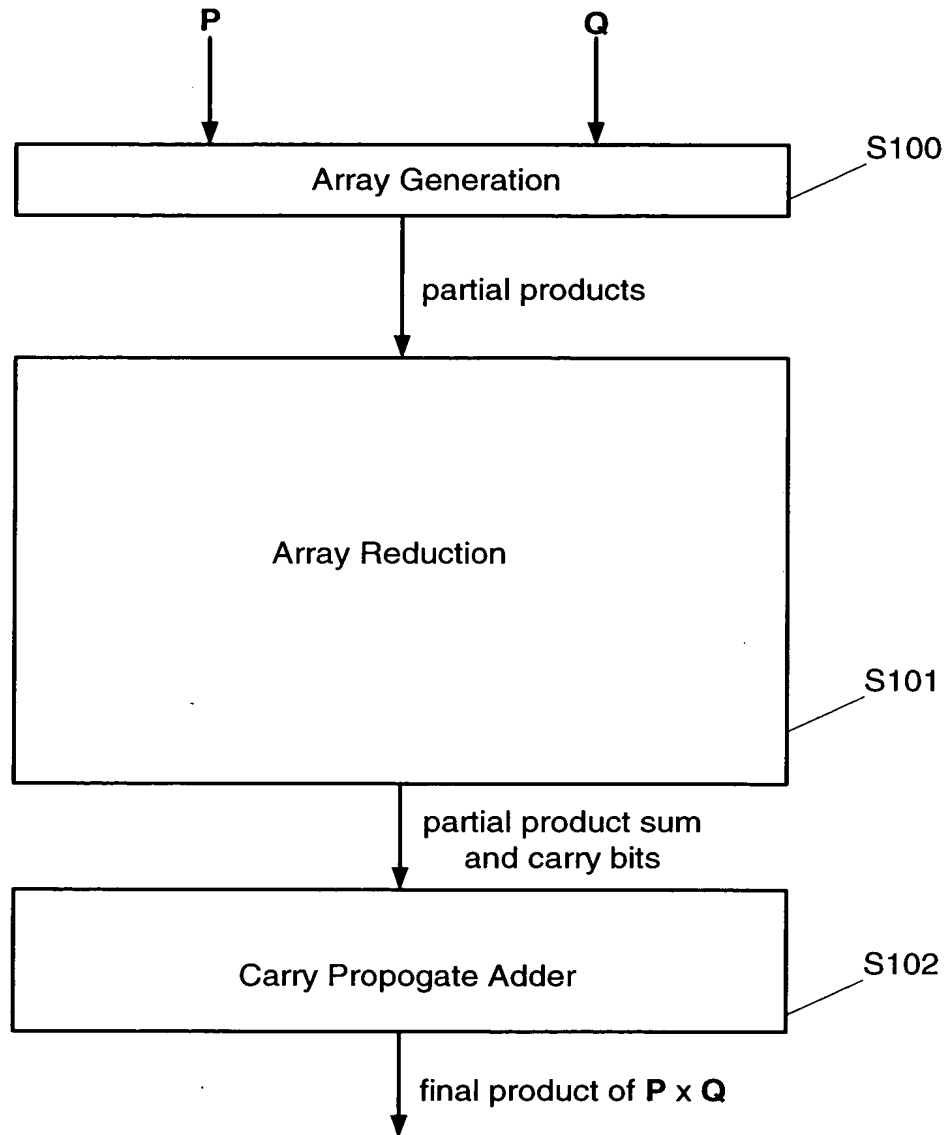 P
Q
S100
Array Generation
partial products
Array Reduction
S101
partial product sum
and carry bits
S102
Carry Propogate Adder
final product of P x Q